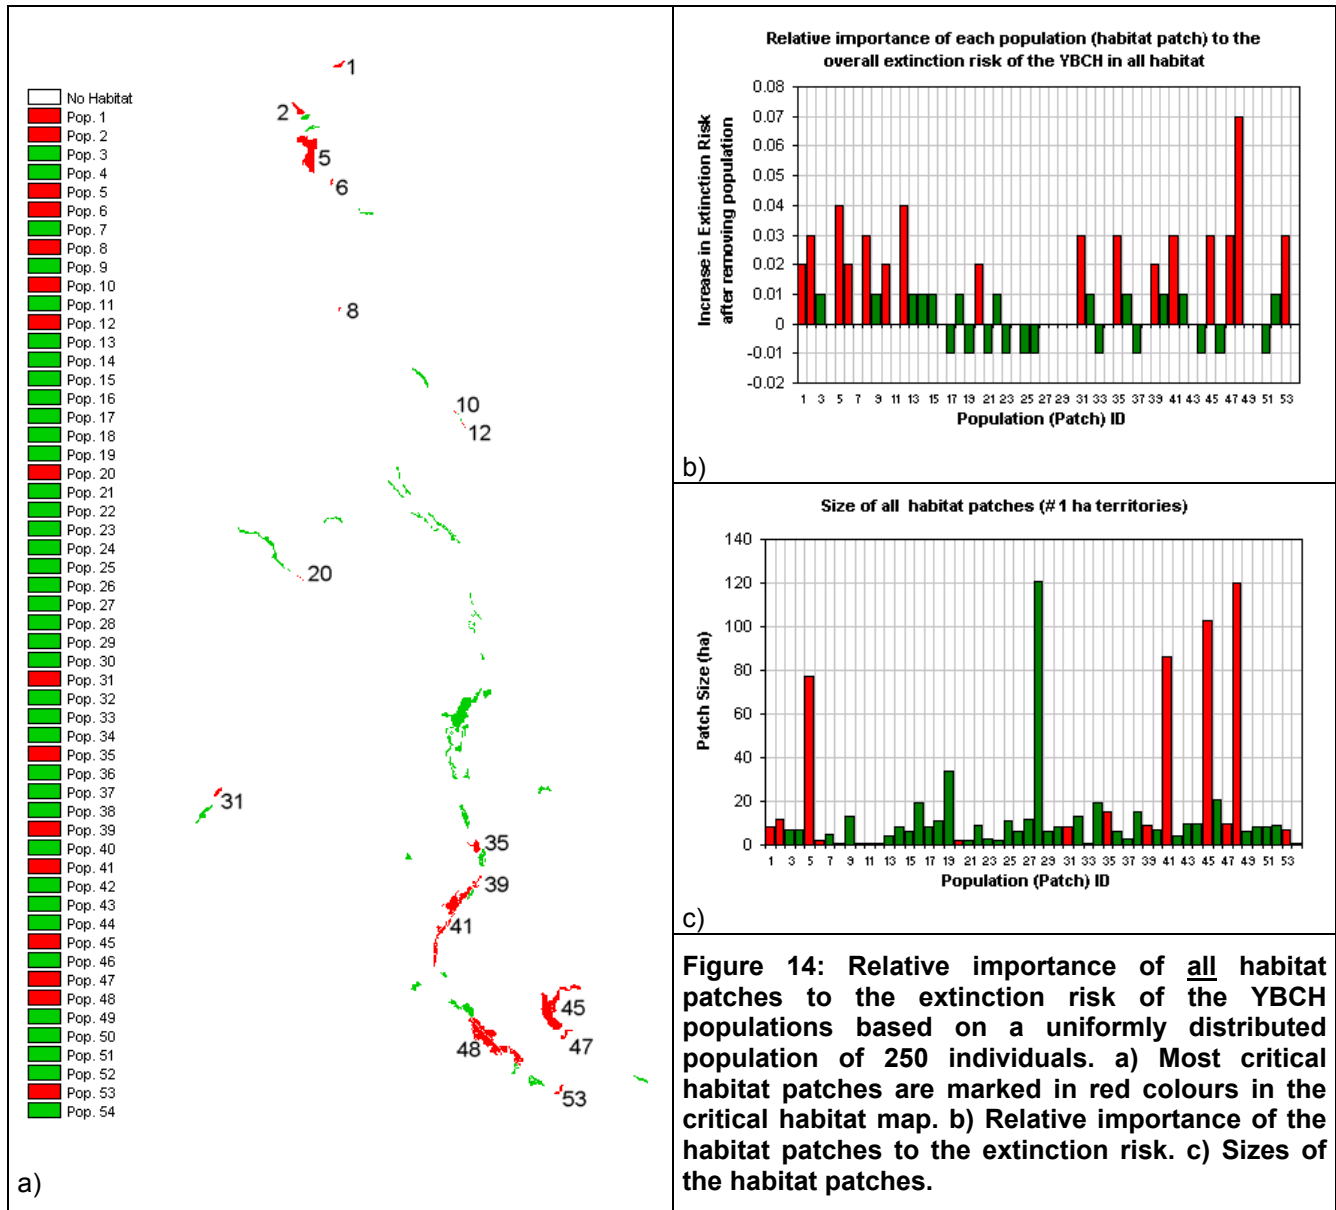 No Habitat
Pop. 1
Pop. 2
Pop. 3
Pop. 4
Pop. 5
Pop. 6
Pop. 7
Pop. 8
Pop. 9
Pop. 10
Pop. 11
Pop. 12
Pop. 13
Pop. 14
Pop. 15
Pop. 16
Pop. 17
Pop. 18
Pop. 19
Pop. 20
Pop. 21
Pop. 22
Pop. 23
Pop. 24
Pop. 25
Pop. 26
Pop. 27
Pop. 28
Pop. 29
Pop. 30
Pop. 31
Pop. 32
Pop. 33
Pop. 34
Pop. 35
Pop. 36
Pop. 37
Pop. 38
Pop. 39
Pop. 40
Pop. 41
Pop. 42
Pop. 43
Pop. 44
Pop. 45
Pop. 46
Pop. 47
Pop. 48
Pop. 49
Pop. 50
Pop. 51
Pop. 52
Pop. 53
Pop. 54
1
2
5
6
8
10
12
20
31
35
39
41
45
47
48
53
a)
Relative importance of each population (habitat patch) to the
overall extinction risk of the YBCH in all habitat
Increase in Extinction Risk
after removing population
0.08
0.07
0.06
0.05
0.04
0.03
0.02
0.01
0
-0.01
-0.02
1 3 5 7 9 11 13 15 17 19 21 23 25 27 29 31 33 35 37 39 41 43 45 47 49 51 53
Population (Patch) ID
b)
Size of all habitat patches (# 1 ha territories)
Patch Size (ha)
140
120
100
80
60
40
20
0
1 3 5 7 9 11 13 15 17 19 21 23 25 27 29 31 33 35 37 39 41 43 45 47 49 51 53
Population (Patch) ID
c)
Figure 14: Relative importance of all habitat
patches to the extinction risk of the YBCH
populations based on a uniformly distributed
population of 250 individuals. a) Most critical
habitat patches are marked in red colours in the
critical habitat map. b) Relative importance of the
habitat patches to the extinction risk. c) Sizes of
the habitat patches.